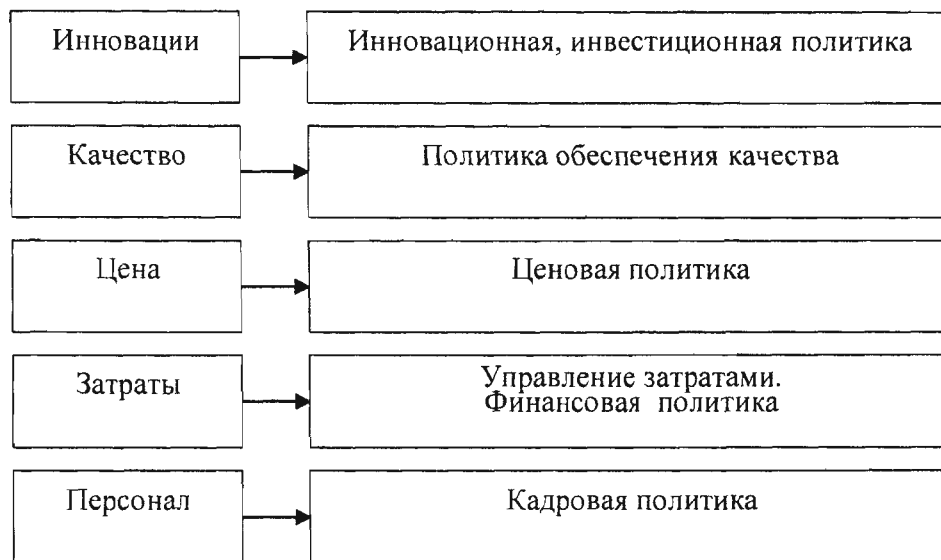 Инновации
Инновационная, инвестиционная политика
Качество
Политика обеспечения качества
Цена
Ценовая политика
Затраты
Управление затратами.
Финансовая политика
Персонал
Кадровая политика